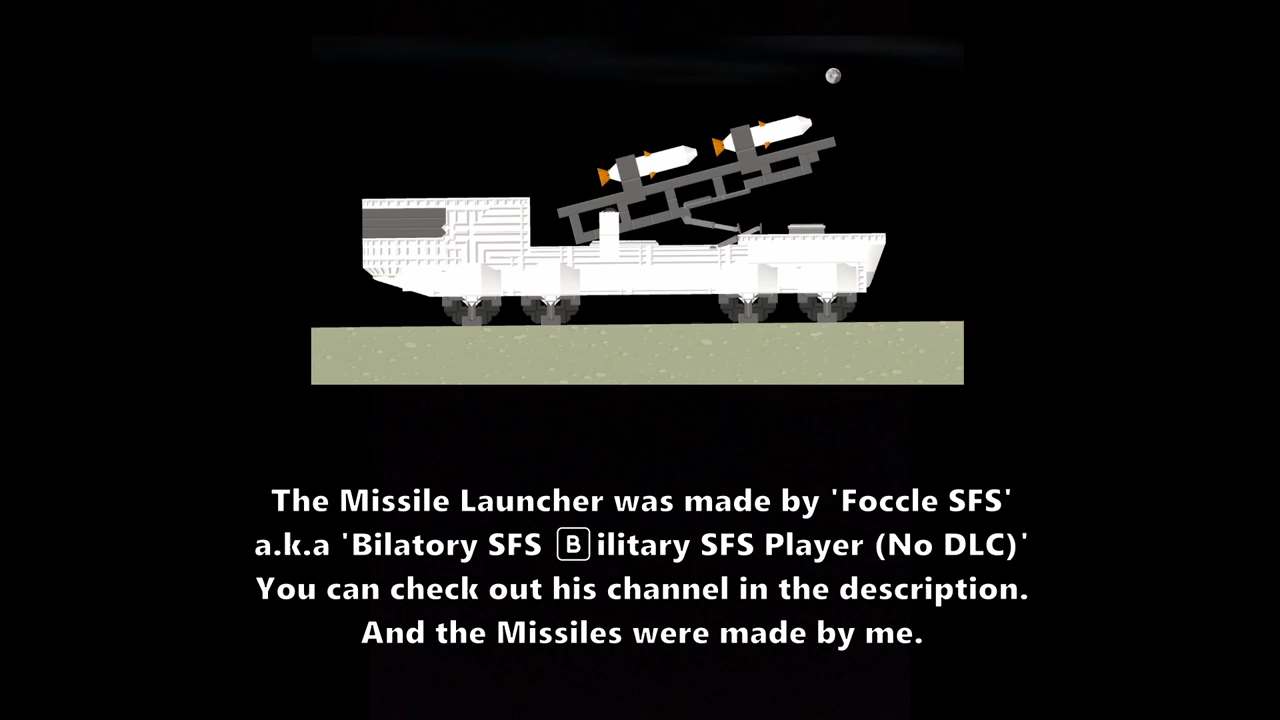 The Missile Launcher was made by 'Foccle SFS'
a.k.a 'Bilatory SFS 🅱ilitary SFS Player (No DLC)'
You can check out his channel in the description.
And the Missiles were made by me.